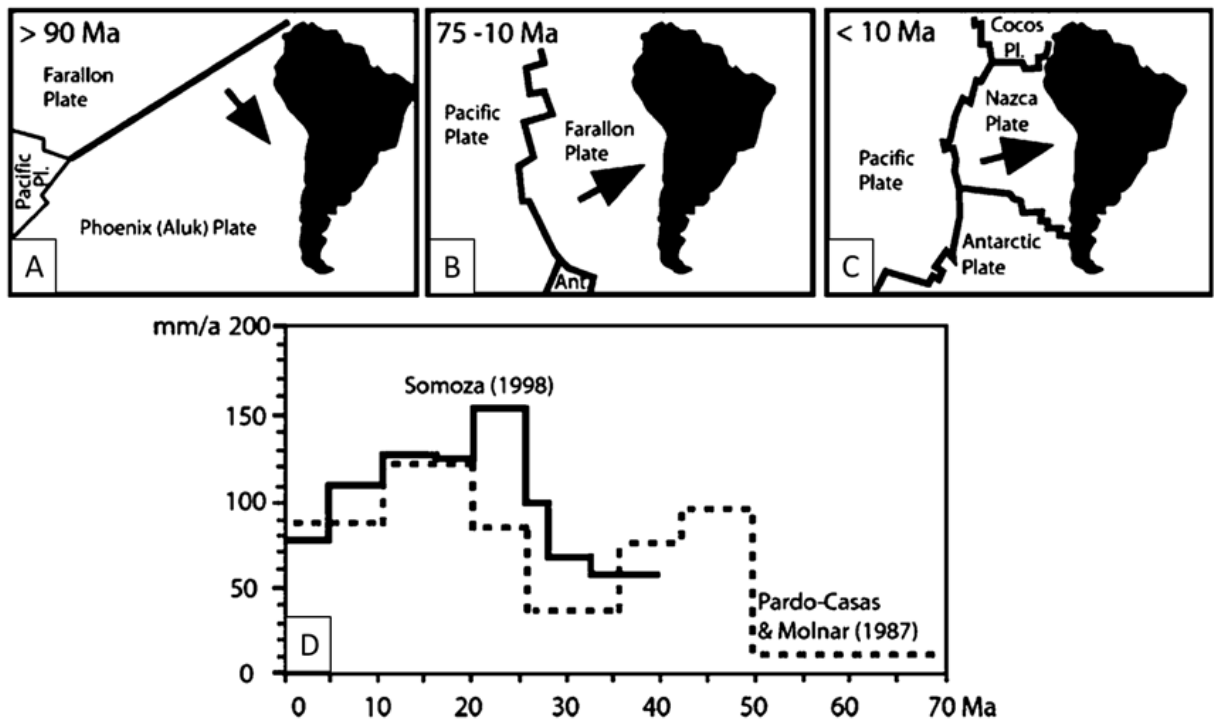 > 90 Ma
Farallon
Plate
Pacific
Pl.
Phoenix (Aluk) Plate
A
75 -10 Ma
Pacific
Plate
Farallon
Plate
Ant
B
< 10 Ma
Cocos
Pl.
Nazca
Plate
Pacific
Plate
Antarctic
Plate
C
mm/a 200
150
100
50
0
Somoza (1998)
Pardo-Casas
& Molnar (1987)
D
0 10 20 30 40 50 60 70 Ma